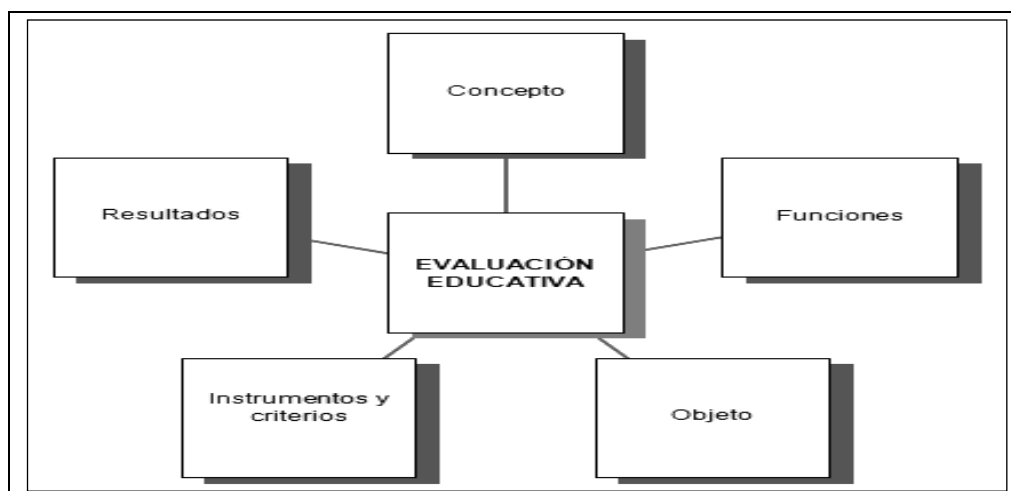 Concepto
Resultados
Funciones
EVALUACIÓN
EDUCATIVA
Instrumentos y
criterios
Objeto